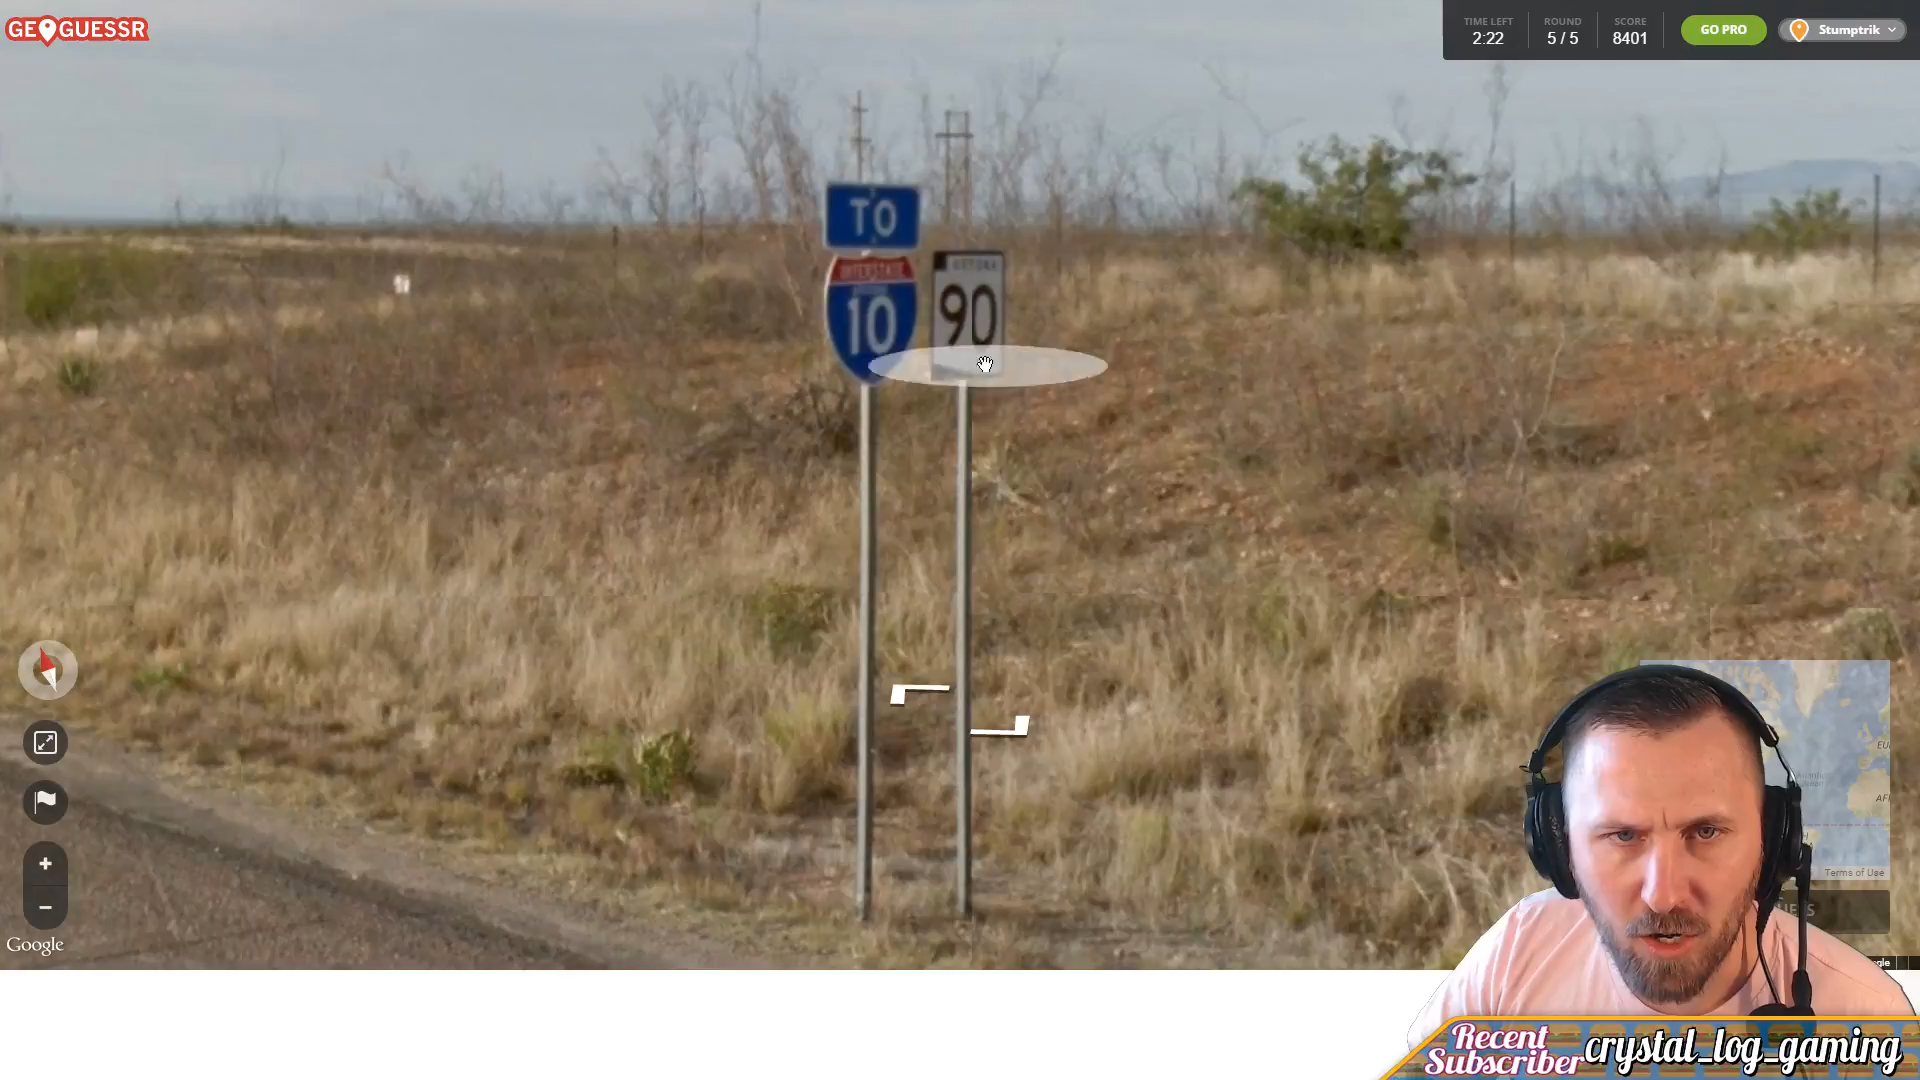 GEOGUESSR
TIME LEFT
2:22
ROUND
5 / 5
SCORE
8401
GO PRO
Stumptrik
TO
INTERSTATE
10
ARIZONA
90
Terms of Use
Google
Recent
Subscriber
crystal_log_gaming